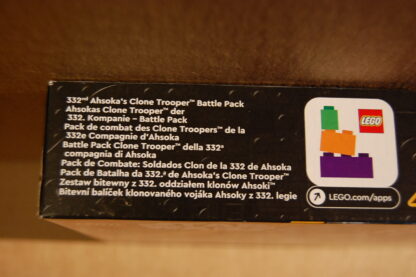 332nd Ahsoka's Clone Trooper™ Battle Pack
Ahsokas Clone Trooper™ der
332. Kompanie – Battle Pack
Pack de combat des Clone Troopers™ de la
332e Compagnie d'Ahsoka
Battle Pack Clone Trooper™ della 332ª
compagnia di Ahsoka
Pack de Combate: Soldados Clon de la 332 de Ahsoka
Pack de Batalha da 332.ª de Ahsoka's Clone Trooper™
Zestaw bitewny z 332. oddziałem klonów Ahsoki™
Bitevní balíček klonovaného vojáka Ahsoky z 332. legie
LEGO
LEGO.com/apps